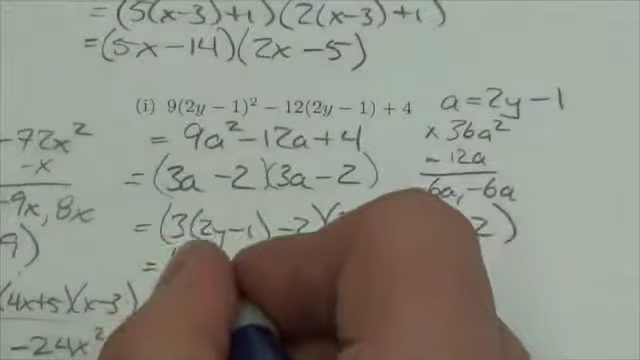 = (5(x-3)+1)(2(x-3)+1)
= (5x-14)(2x-5)
(i) 9(2y − 1)² − 12(2y − 1) + 4
a = 2y - 1
= 9a² - 12a + 4
x 36a²
= (3a - 2)(3a - 2)
- 12a
-6a, -6a
= (3(2y-1) - 2)(
2)
=
-72x²
-x
-9x, 8x
9)
(4x+5)(x-3)
-24x²